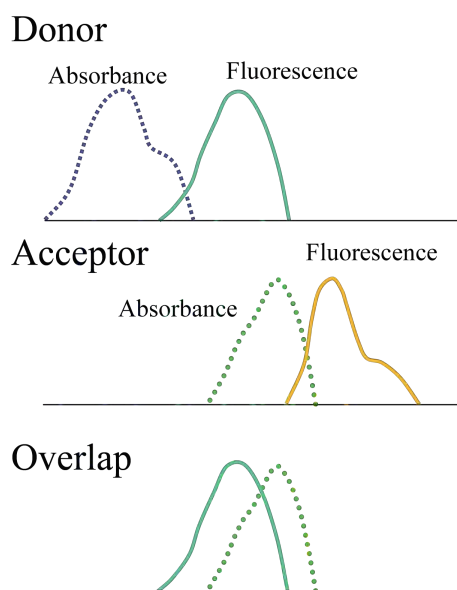 Donor
Absorbance
Fluorescence
Acceptor
Fluorescence
Absorbance
Overlap